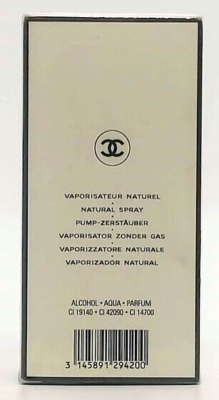 VAPORISATEUR NATUREL
NATURAL SPRAY
PUMP-ZERSTÄUBER
VAPORISATOR ZONDER GAS
VAPORIZZATORE NATURALE
VAPORIZADOR NATURAL
ALCOHOL • AQUA • PARFUM
CI 19140 • CI 42090 • CI 14700
3 145891 294200